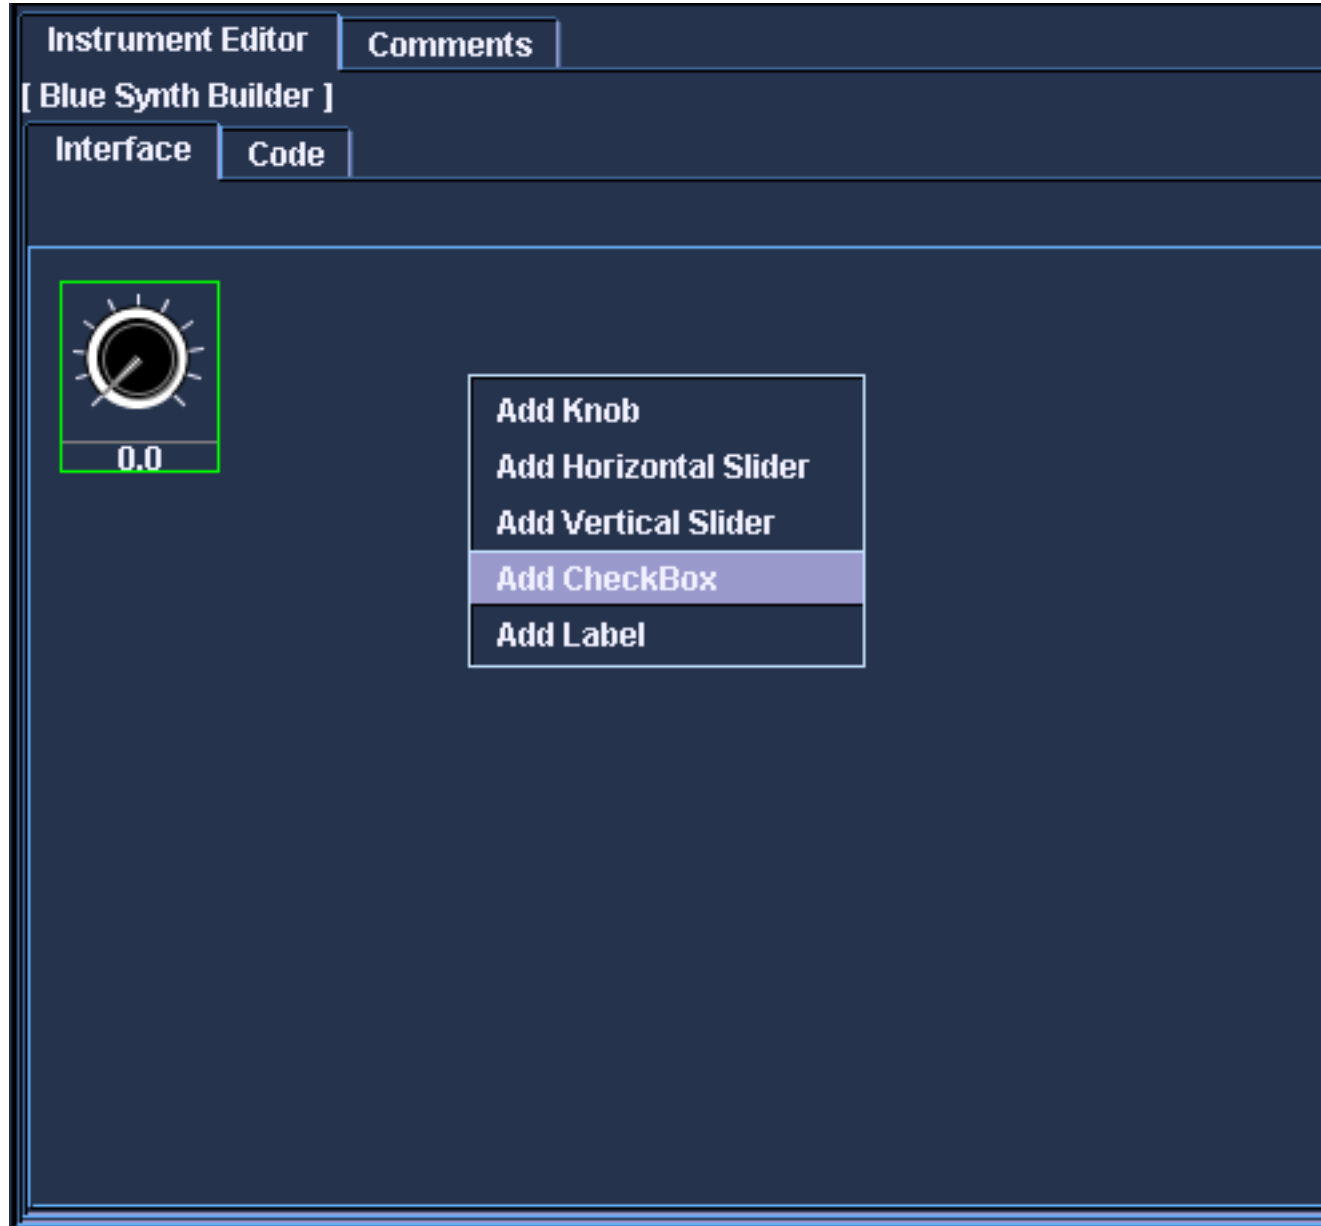 Instrument Editor Comments
[ Blue Synth Builder ]
Interface Code
0.0
Add Knob
Add Horizontal Slider
Add Vertical Slider
Add CheckBox
Add Label